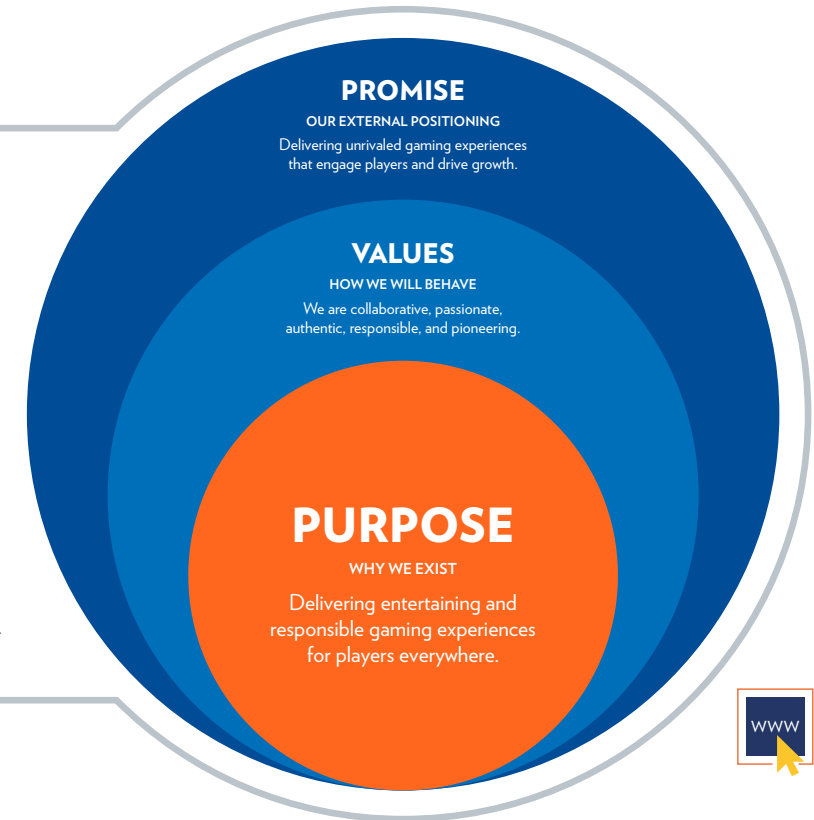 PROMISE
OUR EXTERNAL POSITIONING
Delivering unrivaled gaming experiences
that engage players and drive growth.
VALUES
HOW WE WILL BEHAVE
We are collaborative, passionate,
authentic, responsible, and pioneering.
PURPOSE
WHY WE EXIST
Delivering entertaining and
responsible gaming experiences
for players everywhere.
www